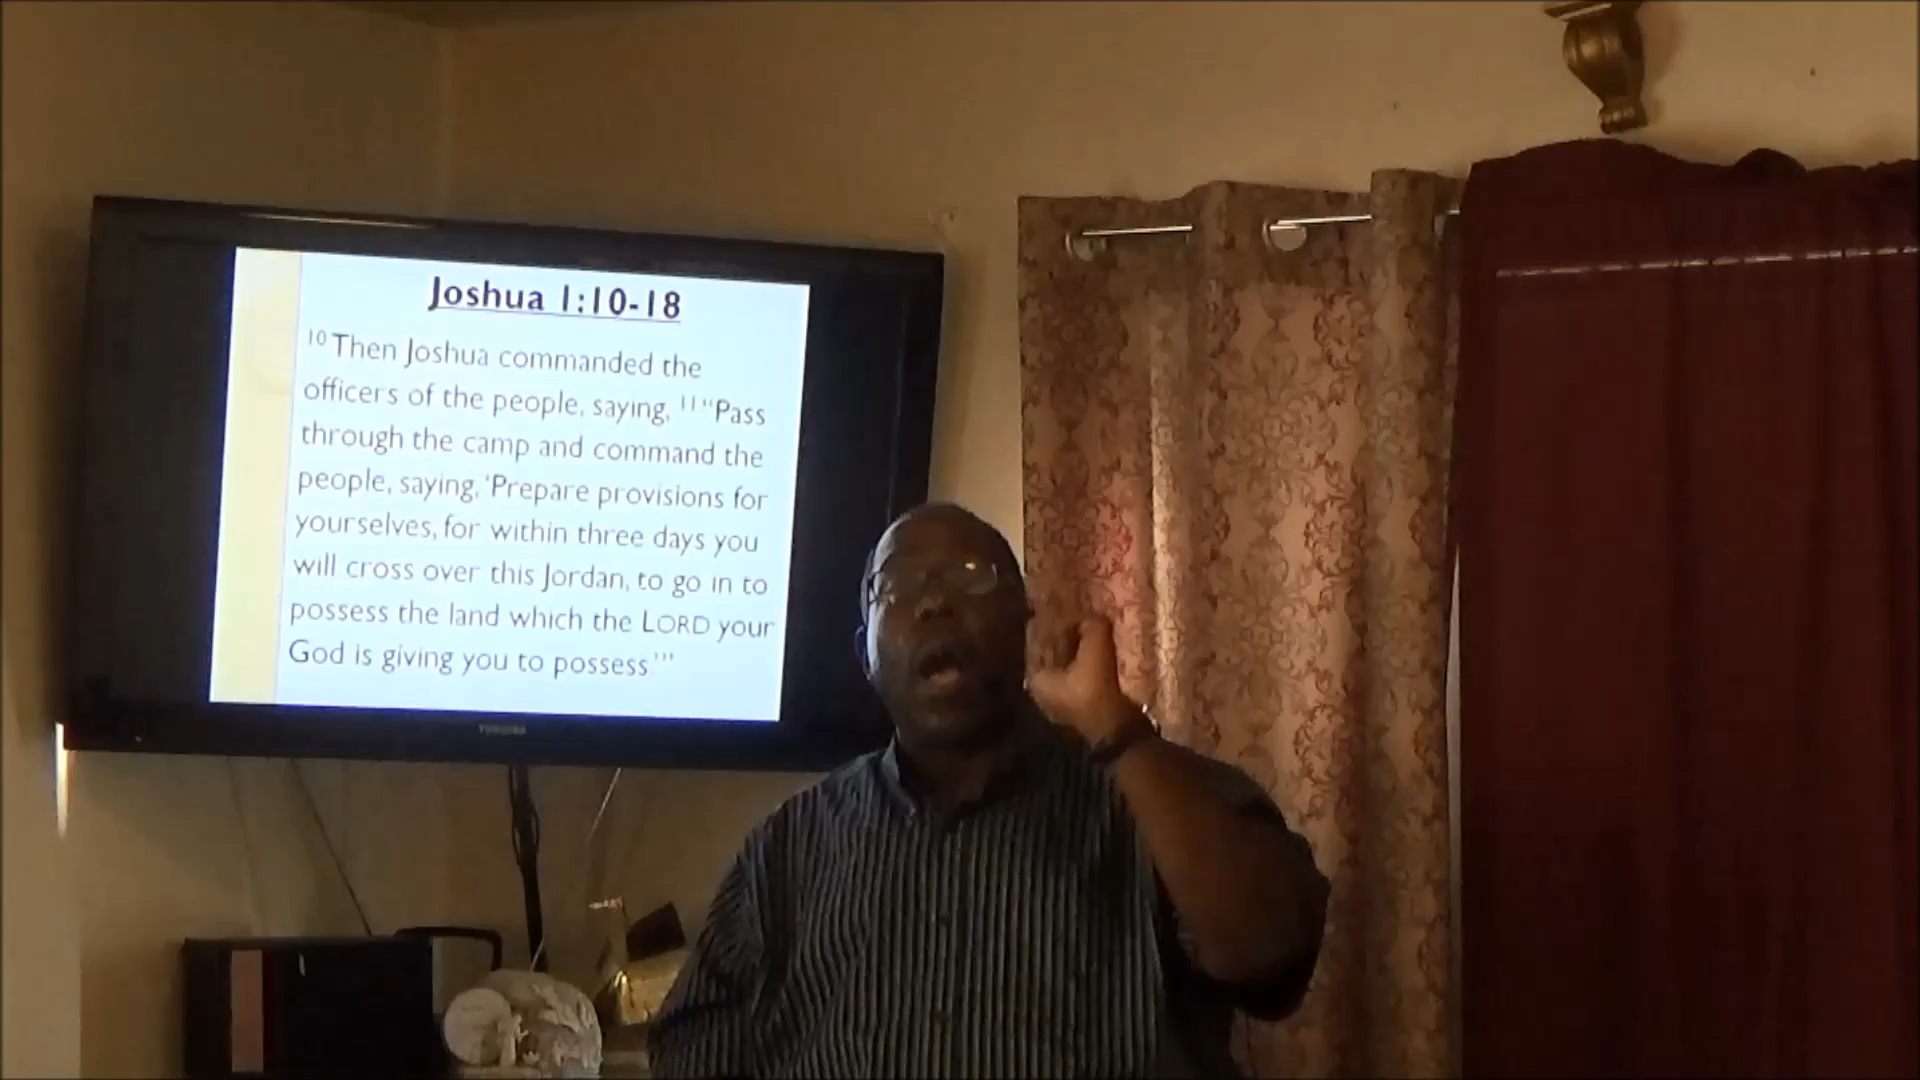 Joshua 1:10-18
10 Then Joshua commanded the
officers of the people, saying, 11 “Pass
through the camp and command the
people, saying, ‘Prepare provisions for
yourselves, for within three days you
will cross over this Jordan, to go in to
possess the land which the LORD your
God is giving you to possess’”
TOSHIBA